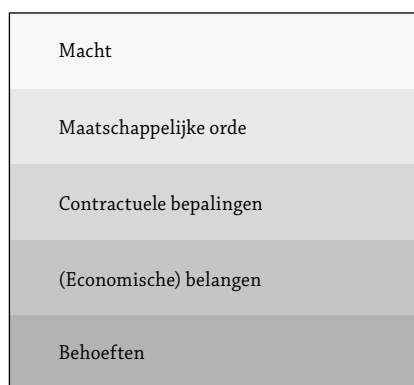 Macht
Maatschappelijke orde
Contractuele bepalingen
(Economische) belangen
Behoeften